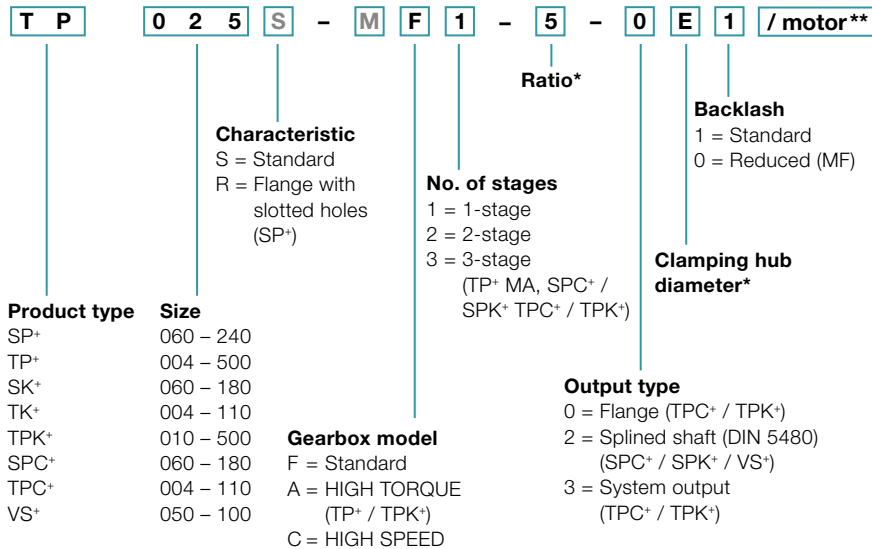 T P 0 2 5 S – M F 1 – 5 – 0 E 1 / motor**
Ratio*
Backlash
1 = Standard
0 = Reduced (MF)
Characteristic
S = Standard
R = Flange with
slotted holes
(SP+)
No. of stages
1 = 1-stage
2 = 2-stage
3 = 3-stage
(TP+ MA, SPC+ /
SPK+ TPC+ / TPK+)
Clamping hub
diameter*
Product type
SP+
TP+
SK+
TK+
TPK+
SPC+
TPC+
VS+
Size
060 – 240
004 – 500
060 – 180
004 – 110
010 – 500
060 – 180
004 – 110
050 – 100
Gearbox model
F = Standard
A = HIGH TORQUE
(TP+ / TPK+)
C = HIGH SPEED
Output type
0 = Flange (TPC+ / TPK+)
2 = Splined shaft (DIN 5480)
(SPC+ / SPK+ / VS+)
3 = System output
(TPC+ / TPK+)